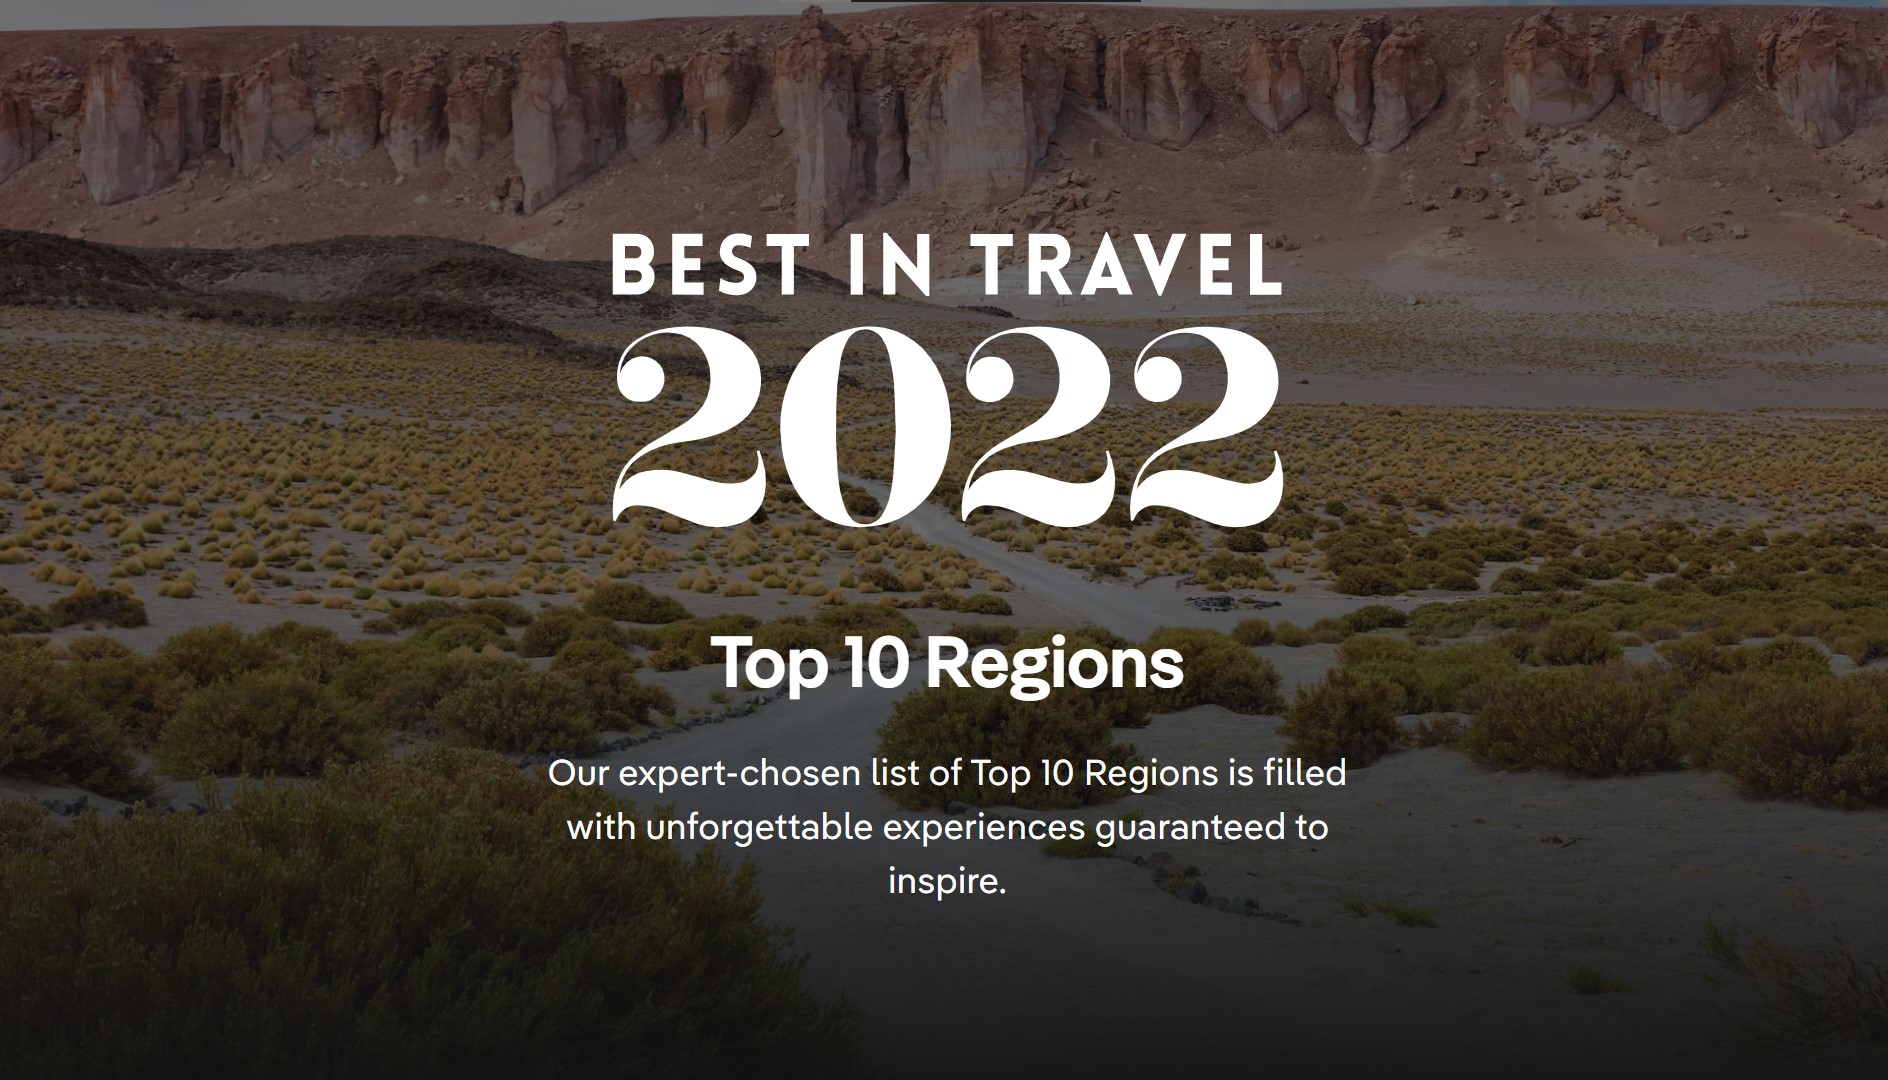 BEST IN TRAVEL
2022
Top 10 Regions
Our expert-chosen list of Top 10 Regions is filled
with unforgettable experiences guaranteed to
inspire.